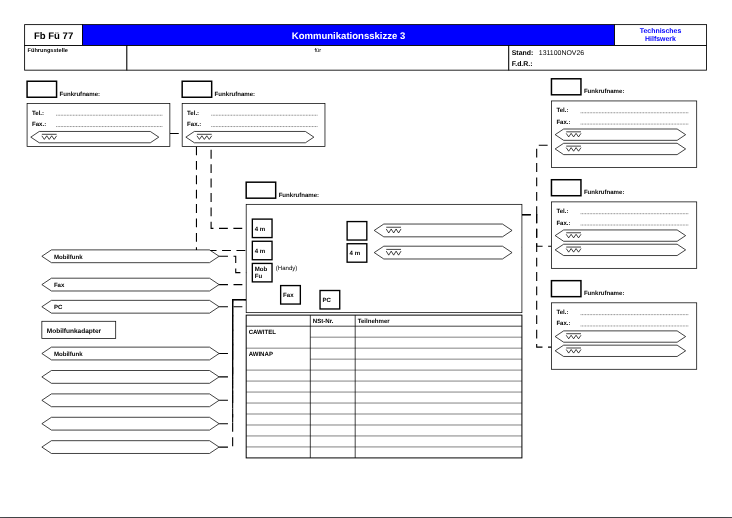 Fb Fü 77
Kommunikationsskizze 3
Technisches
Hilfswerk
Führungsstelle
für
Stand: 131100NOV26
F.d.R.:
Funkrufname:
Tel.:
Fax.:
Funkrufname:
Tel.:
Fax.:
Funkrufname:
Tel.:
Fax.:
Funkrufname:
Tel.:
Fax.:
Funkrufname:
Tel.:
Fax.:
Funkrufname:
4 m
4 m
4 m
Mob
Fu
(Handy)
Fax
PC
Mobilfunk
Fax
PC
Mobilfunkadapter
Mobilfunk
NSt-Nr.
Teilnehmer
CAWITEL
AWINAP